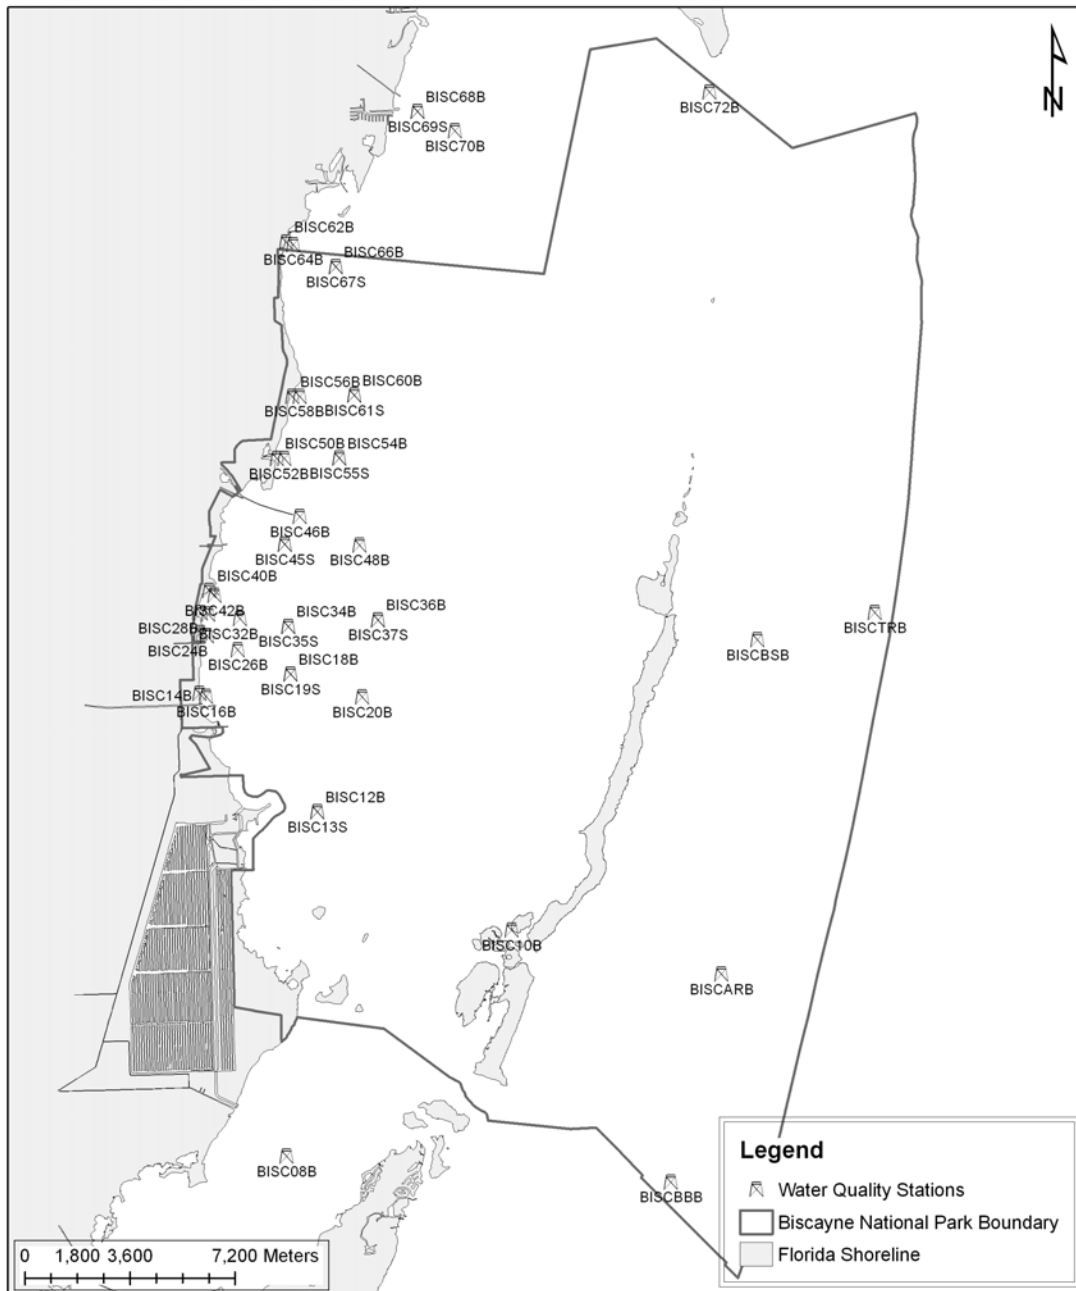 N
BISC68B
BISC69S
BISC70B
BISC72B
BISC62B
BISC64B
BISC66B
BISC67S
BISC56B
BISC60B
BISC58B
BISC61S
BISC50B
BISC54B
BISC52B
BISC55S
BISC46B
BISC45S
BISC48B
BISC40B
BISC42B
BISC34B
BISC36B
BISC28B
BISC32B
BISC35S
BISC37S
BISCTRB
BISC24B
BISC26B
BISC18B
BISCBSB
BISC19S
BISC14B
BISC16B
BISC20B
BISC12B
BISC13S
BISC10B
BISCARB
BISC08B
BISCBBB
Legend
Water Quality Stations
Biscayne National Park Boundary
Florida Shoreline
0 1,800 3,600 7,200 Meters